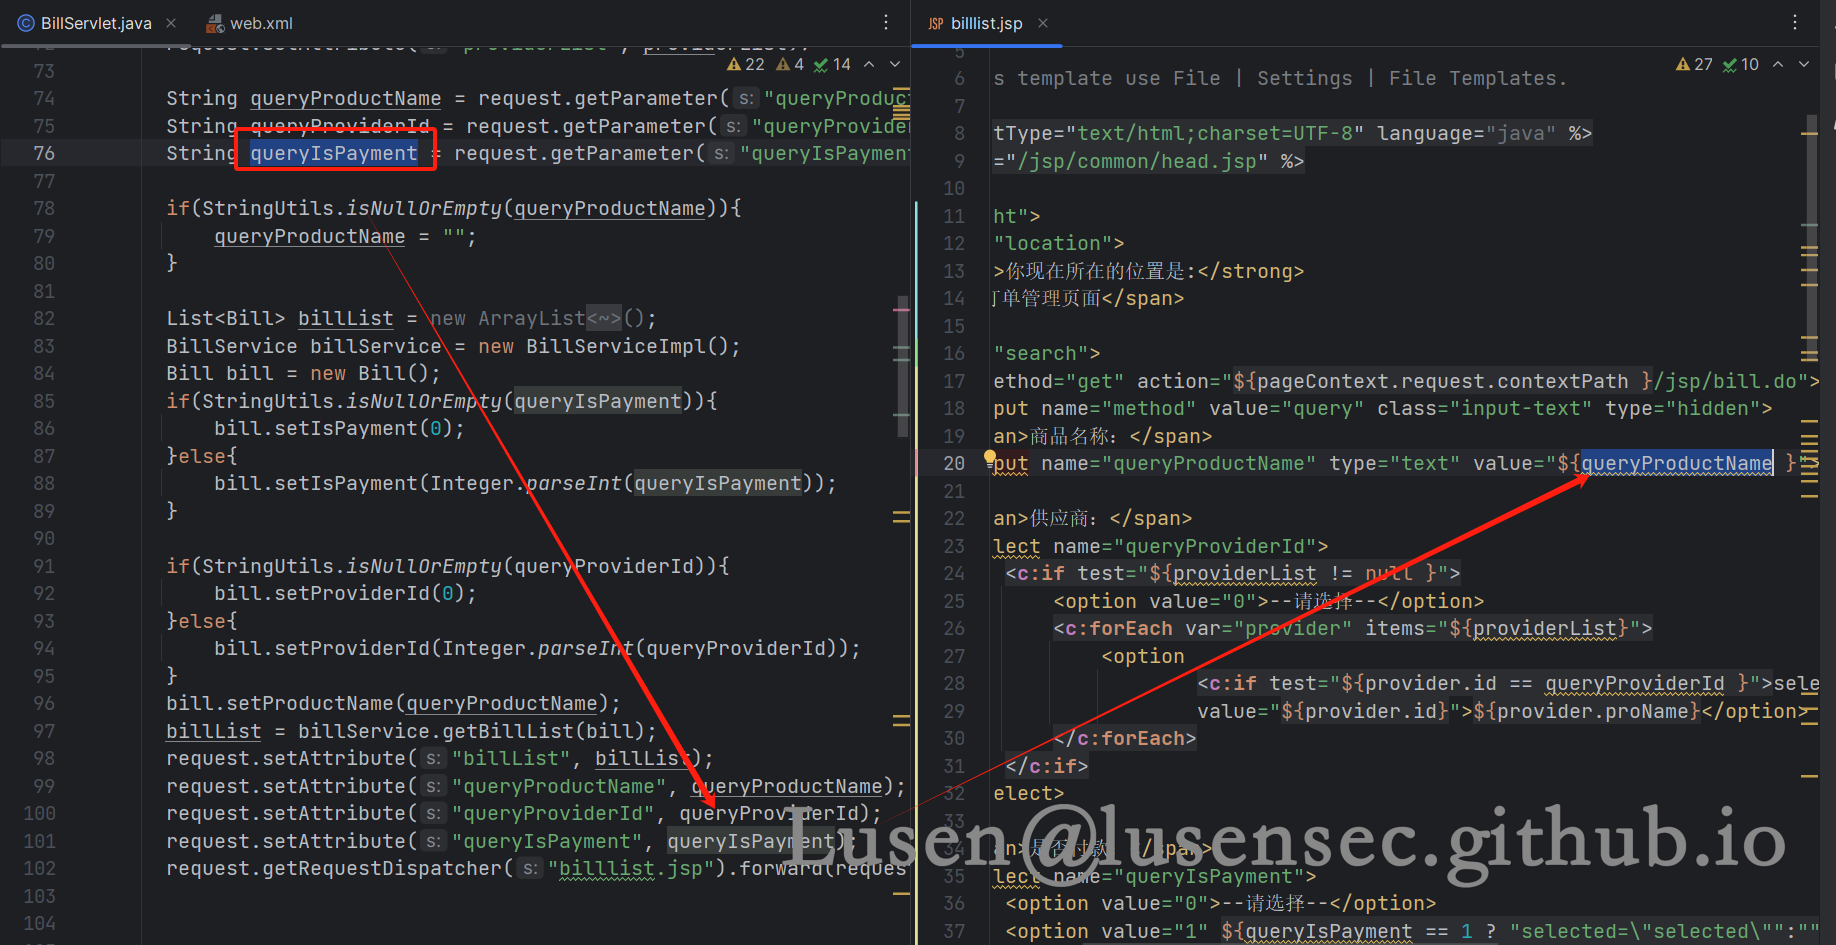 BillServlet.java
web.xml
22 4 14
73
74 String queryProductName = request.getParameter( s: "queryProduc
75 String queryProviderId = request.getParameter( s: "queryProvider
76 String queryIsPayment = request.getParameter( s: "queryIsPayment
77
78 if(StringUtils.isNullOrEmpty(queryProductName)){
79 queryProductName = "";
80 }
81
82 List<Bill> billList = new ArrayList<~>();
83 BillService billService = new BillServiceImpl();
84 Bill bill = new Bill();
85 if(StringUtils.isNullOrEmpty(queryIsPayment)){
86 bill.setIsPayment(0);
87 }else{
88 bill.setIsPayment(Integer.parseInt(queryIsPayment));
89 }
90
91 if(StringUtils.isNullOrEmpty(queryProviderId)){
92 bill.setProviderId(0);
93 }else{
94 bill.setProviderId(Integer.parseInt(queryProviderId));
95 }
96 bill.setProductName(queryProductName);
97 billList = billService.getBillList(bill);
98 request.setAttribute( s: "billList", billList);
99 request.setAttribute( s: "queryProductName", queryProductName);
100 request.setAttribute( s: "queryProviderId", queryProviderId);
101 request.setAttribute( s: "queryIsPayment", queryIsPayment);
102 request.getRequestDispatcher( s: "billlist.jsp").forward(reques
103
104
JSP billlist.jsp
27 10
5
6 s template use File | Settings | File Templates.
7
8 tType="text/html;charset=UTF-8" language="java" %>
9 ="/jsp/common/head.jsp" %>
10
11 ht">
12 "location">
13 >你现在所在的位置是:</strong>
14 单管理页面</span>
15
16 "search">
17 ethod="get" action="${pageContext.request.contextPath }/jsp/bill.do">
18 put name="method" value="query" class="input-text" type="hidden">
19 an>商品名称：</span>
20 put name="queryProductName" type="text" value="${queryProductName }">
21
22 an>供应商：</span>
23 lect name="queryProviderId">
24 <c:if test="${providerList != null }">
25 <option value="0">--请选择--</option>
26 <c:forEach var="provider" items="${providerList}">
27 <option
28 <c:if test="${provider.id == queryProviderId }">sele
29 value="${provider.id}">${provider.proName}</option>
30 </c:forEach>
31 </c:if>
32 elect>
33
34 an>是否付款：</span>
35 lect name="queryIsPayment">
36 <option value="0">--请选择--</option>
37 <option value="1" ${queryIsPayment == 1 ? "selected=\"selected\"":""
Lusen@lusensec.github.io